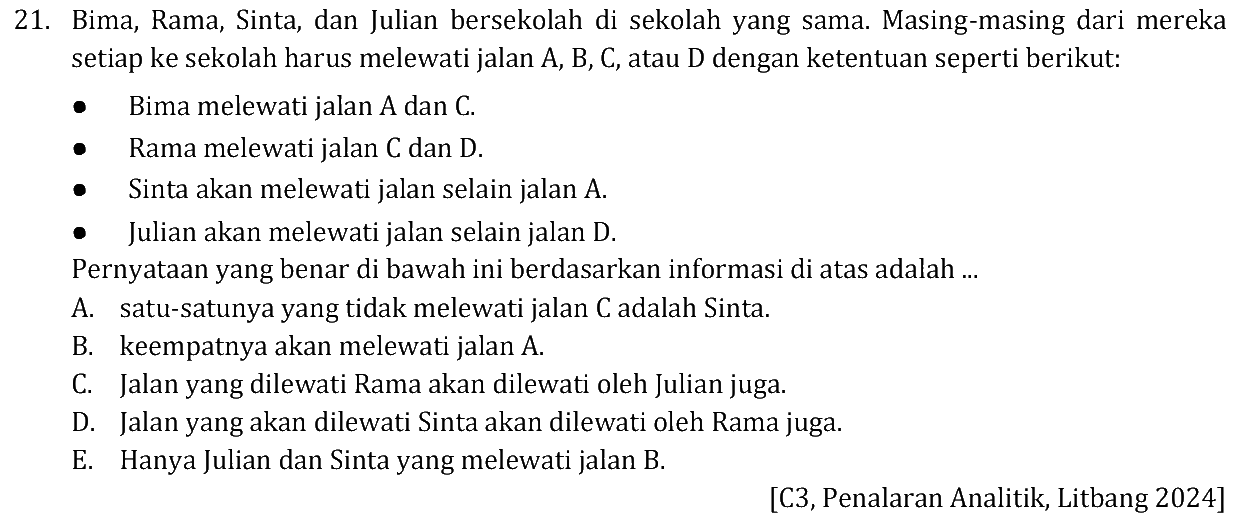 21. Bima, Rama, Sinta, dan Julian bersekolah di sekolah yang sama. Masing-masing dari mereka
setiap ke sekolah harus melewati jalan A, B, C, atau D dengan ketentuan seperti berikut:
• Bima melewati jalan A dan C.
• Rama melewati jalan C dan D.
• Sinta akan melewati jalan selain jalan A.
• Julian akan melewati jalan selain jalan D.
Pernyataan yang benar di bawah ini berdasarkan informasi di atas adalah ...
A. satu-satunya yang tidak melewati jalan C adalah Sinta.
B. keempatnya akan melewati jalan A.
C. Jalan yang dilewati Rama akan dilewati oleh Julian juga.
D. Jalan yang akan dilewati Sinta akan dilewati oleh Rama juga.
E. Hanya Julian dan Sinta yang melewati jalan B.
[C3, Penalaran Analitik, Litbang 2024]